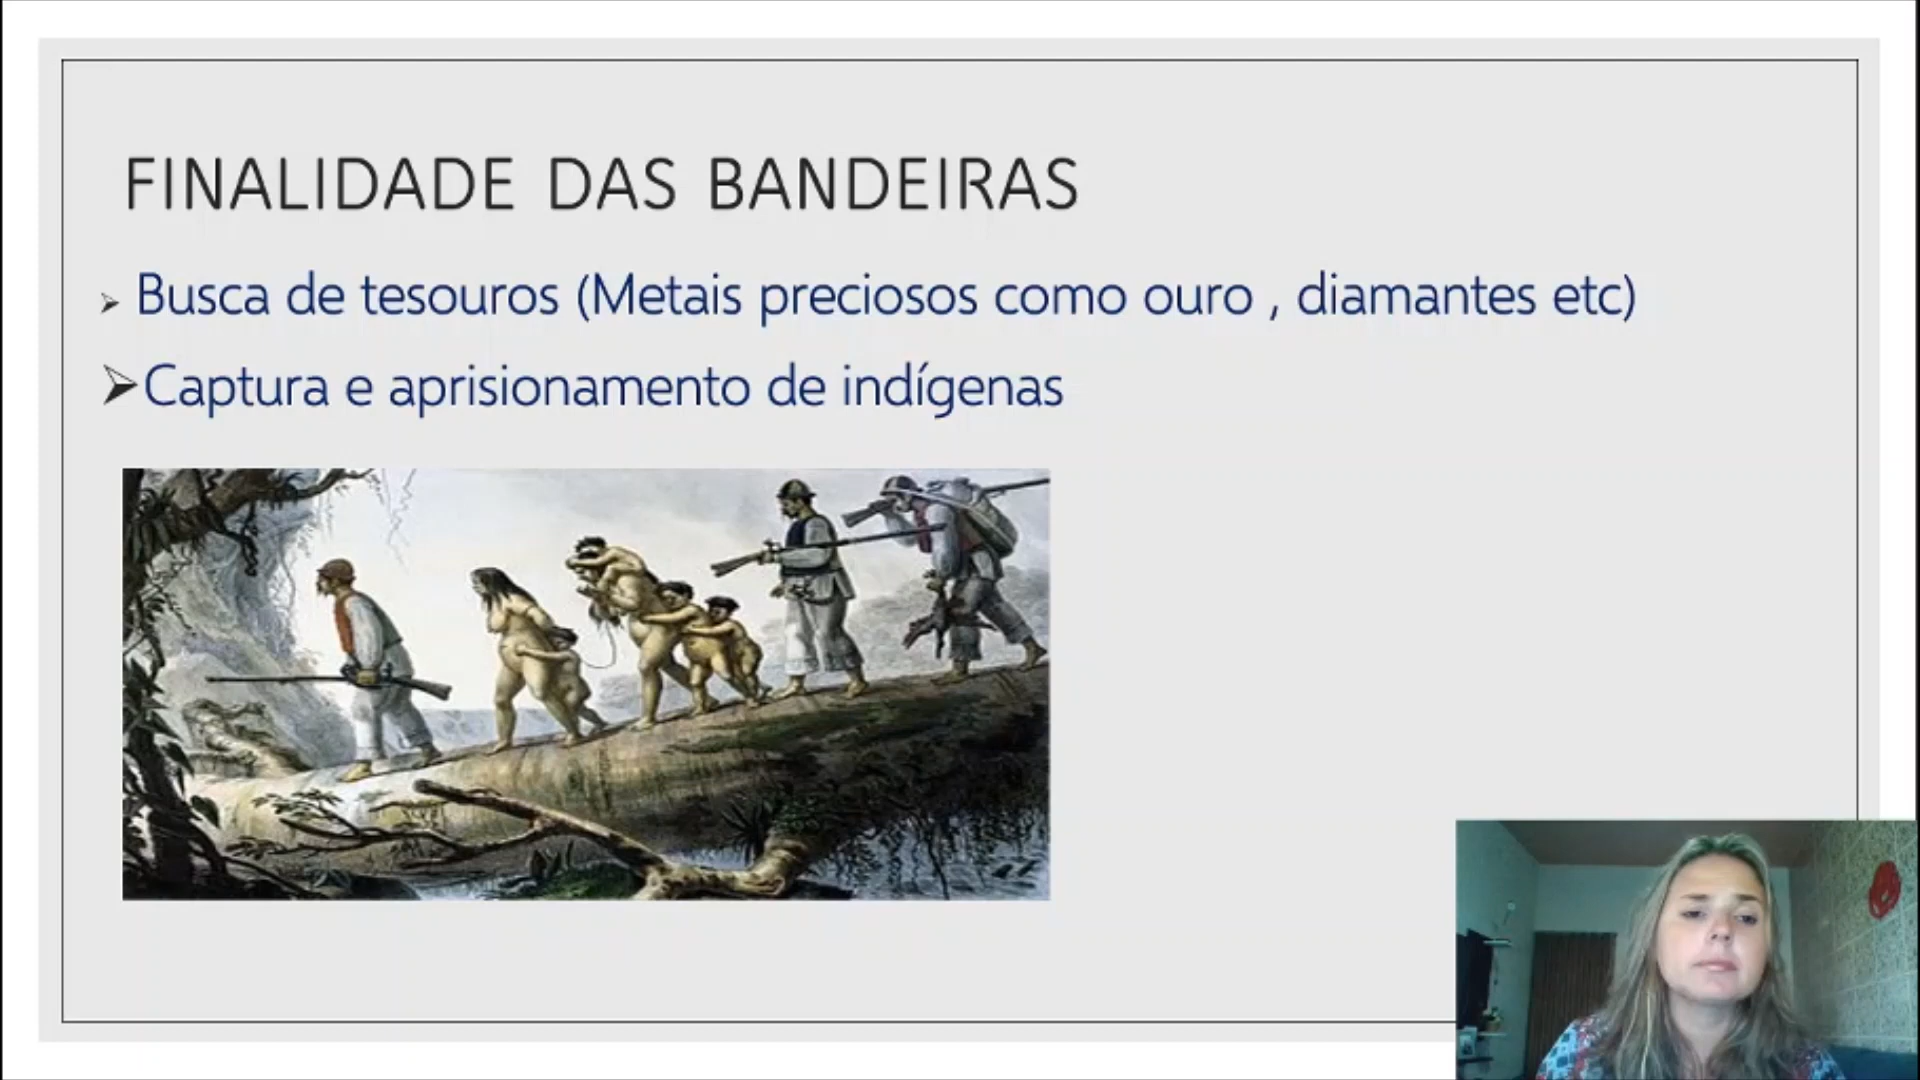 FINALIDADE DAS BANDEIRAS
Busca de tesouros (Metais preciosos como ouro , diamantes etc)
Captura e aprisionamento de indígenas